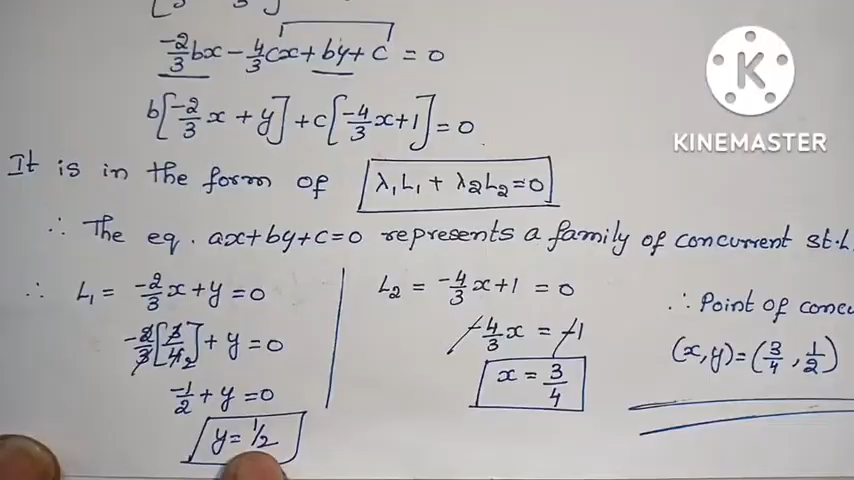 -2/3 bx - 4/3 cx + by + c = 0
b[-2/3 x + y] + c[-4/3 x + 1] = 0
It is in the form of λ₁L₁ + λ₂L₂ = 0
∴ The eq. ax+by+c=0 represents a family of concurrent st.l
∴ L₁ = -2/3 x + y = 0
-2/3 [3/4] 2 + y = 0
-1/2 + y = 0
y = 1/2
L₂ = -4/3 x + 1 = 0
-4/3 x = -1
x = 3/4
∴ Point of concu
(x,y) = (3/4, 1/2)
K
KINEMASTER